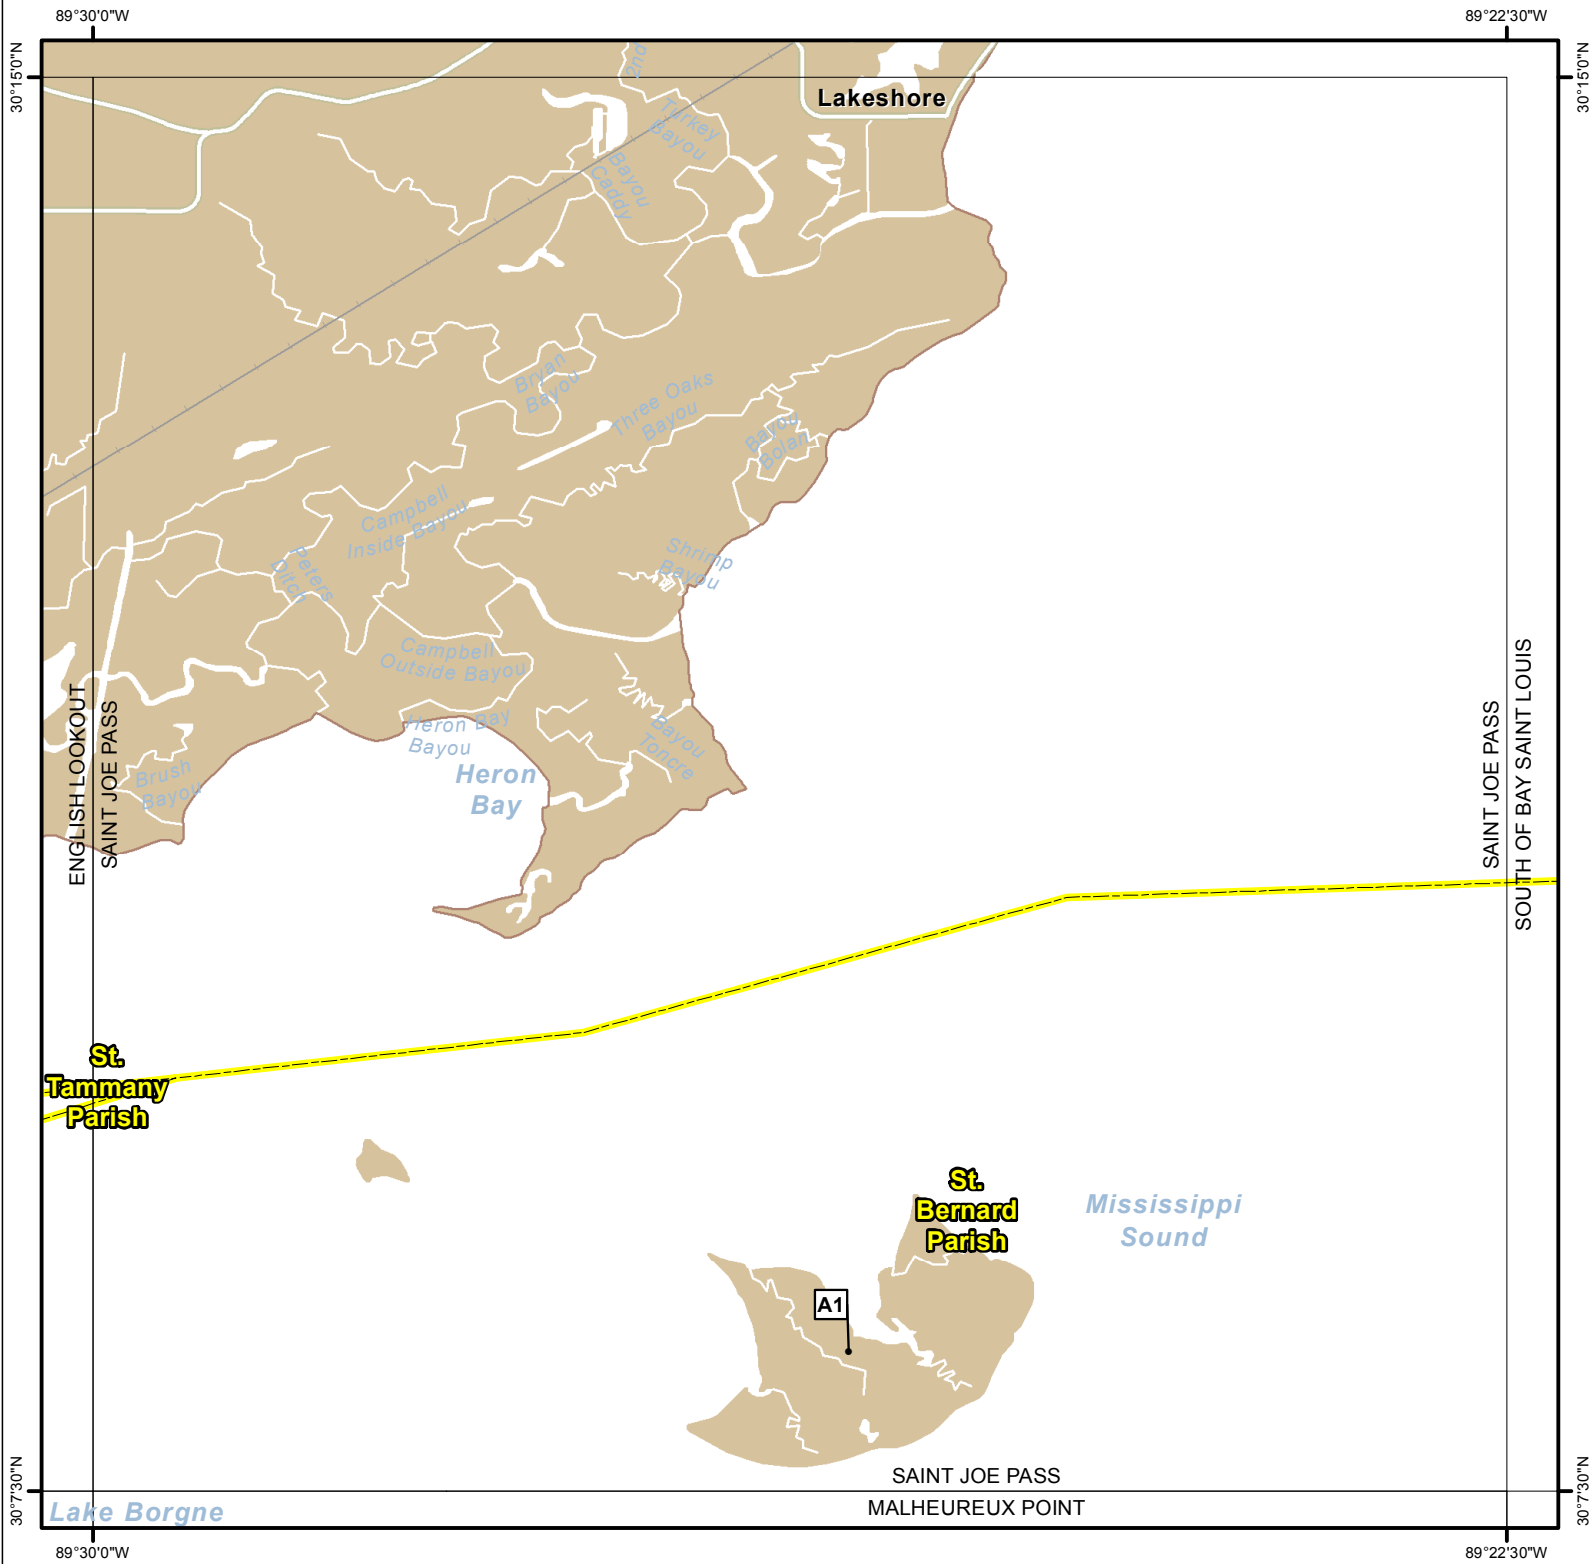 89°30'0"W
89°22'30"W
30°15'0"N
30°15'0"N
2nd
Lakeshore
Turkey
Bayou
Bayou
Caddy
Bryan
Bayou
Three Oaks
Bayou
Bayou
Bolan
Campbell
Inside Bayou
Shrimp
Bayou
Peters
Ditch
Campbell
Outside Bayou
Heron Bay
Bayou
Bayou
Toncre
Brush
Bayou
Heron
Bay
ENGLISH LOOKOUT
SAINT JOE PASS
SAINT JOE PASS
SOUTH OF BAY SAINT LOUIS
St.
Tammany
Parish
St.
Bernard
Parish
Mississippi
Sound
A1
SAINT JOE PASS
MALHEUREUX POINT
Lake Borgne
30°7'30"N
30°7'30"N
89°30'0"W
89°22'30"W